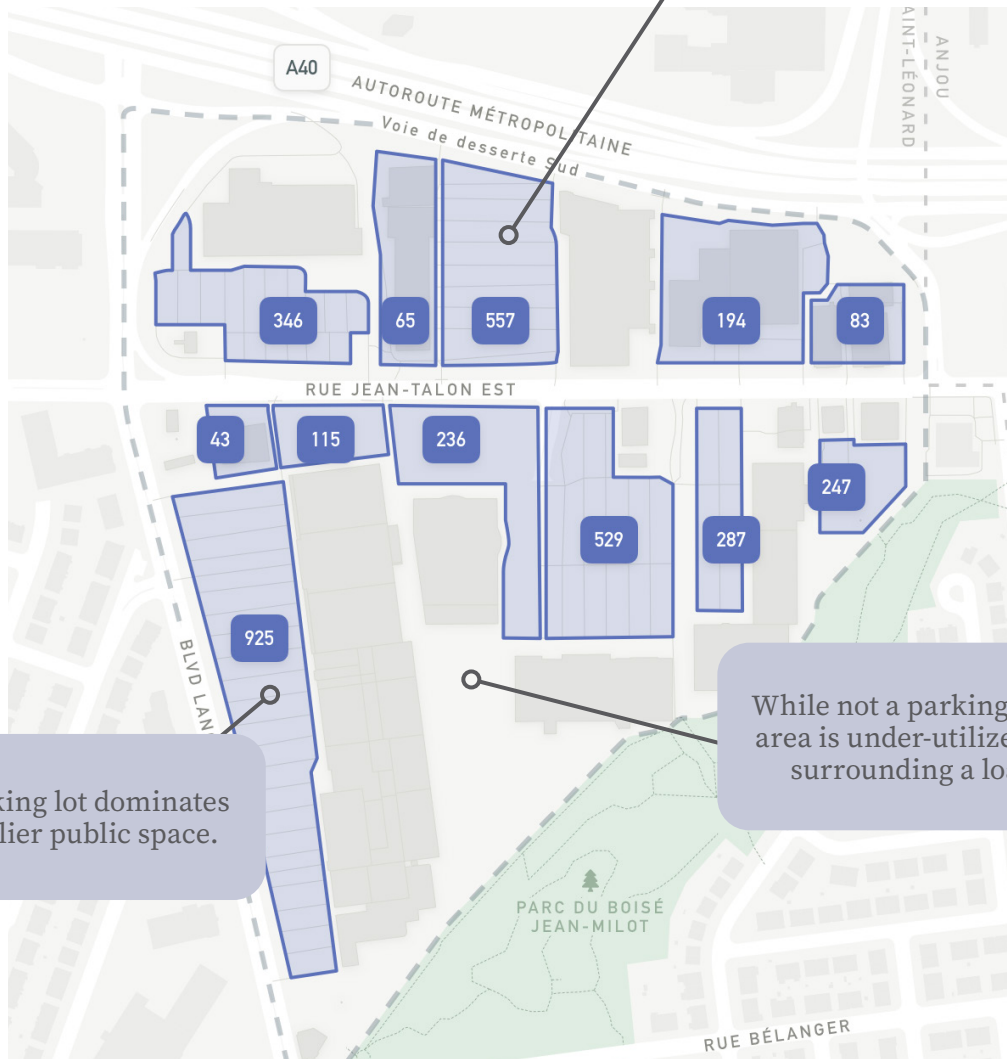 A40
AUTOROUTE MÉTROPOLITAINE
Voie de desserte Sud
SAINT-LÉONARD
ANJOU
346
65
557
194
83
RUE JEAN-TALON EST
43
115
236
529
287
247
925
BLVD LAN
While not a parking
area is under-utilize
surrounding a lo
king lot dominates
lier public space.
PARC DU BOISÉ
JEAN-MILOT
RUE BÉLANGER